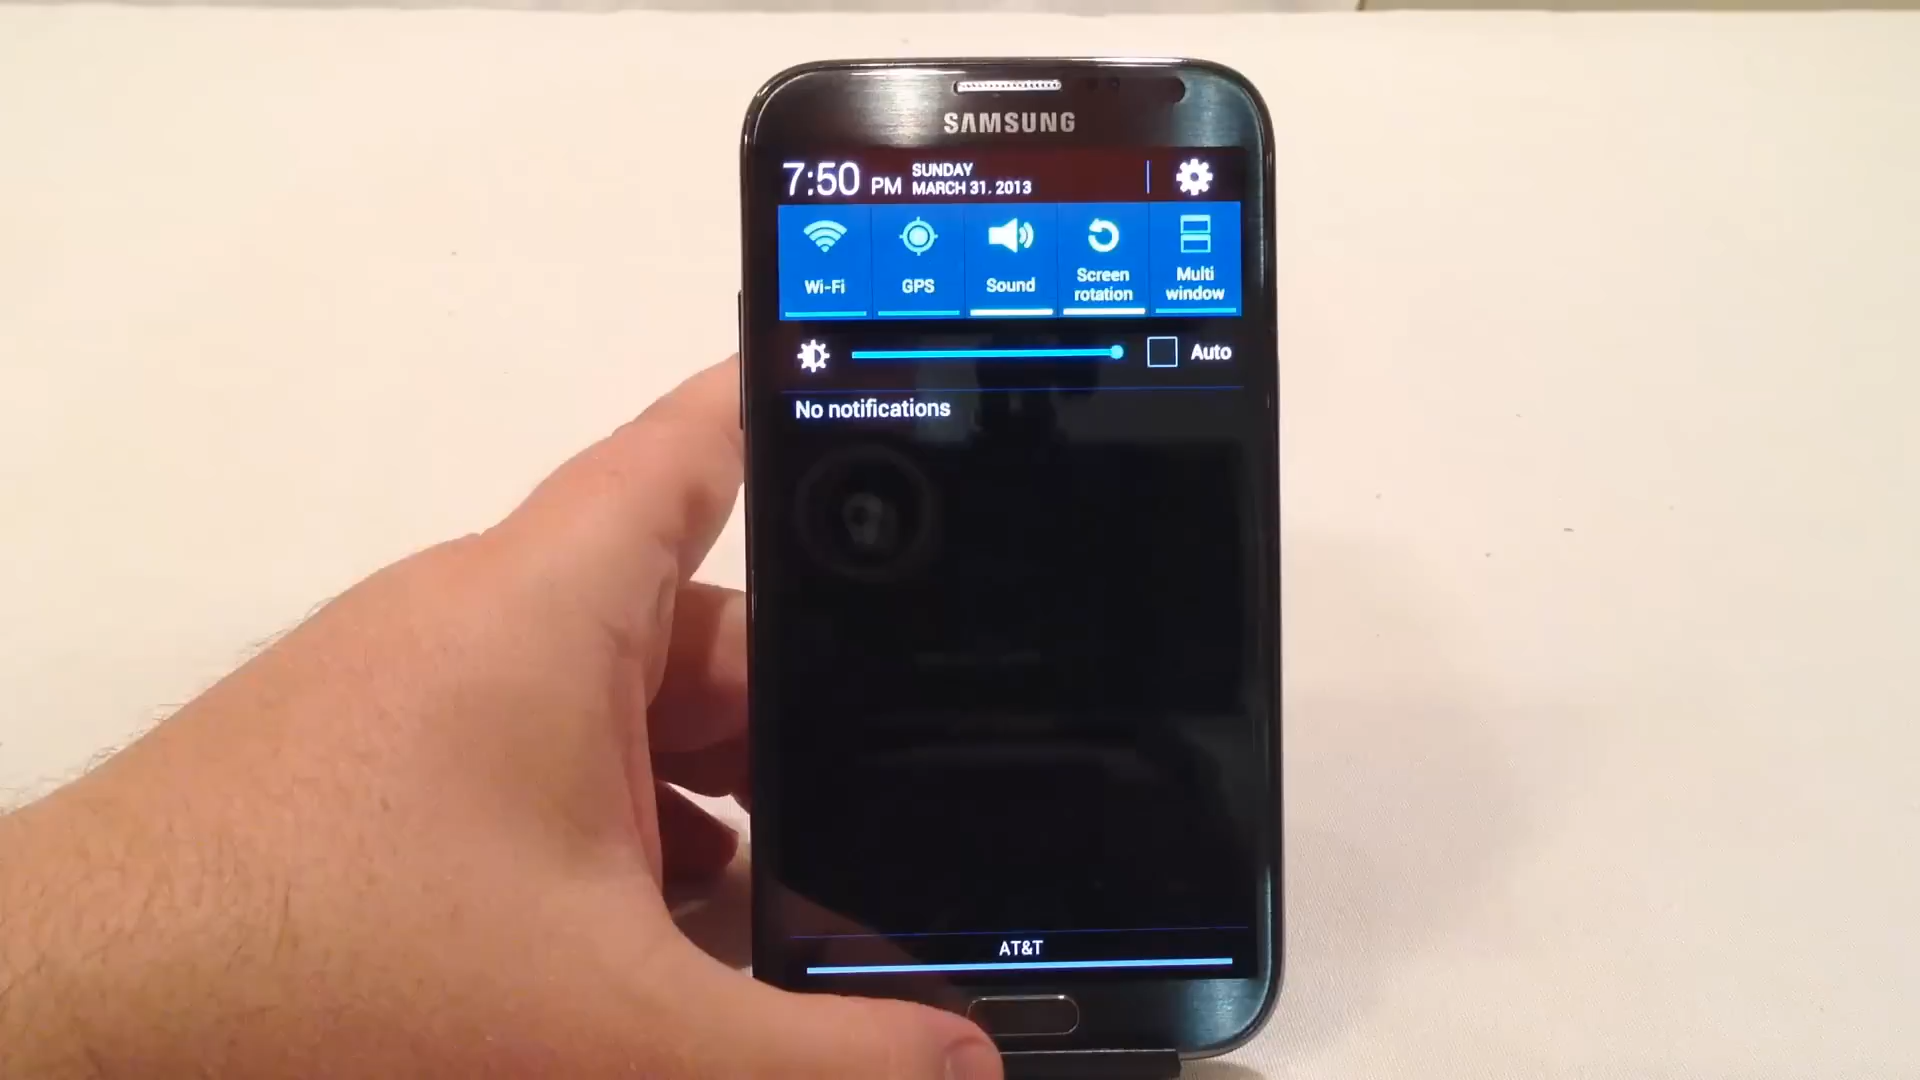 SAMSUNG
7:50 PM
SUNDAY
MARCH 31, 2013
Wi-Fi
GPS
Sound
Screen
rotation
Multi
window
Auto
No notifications
AT&T